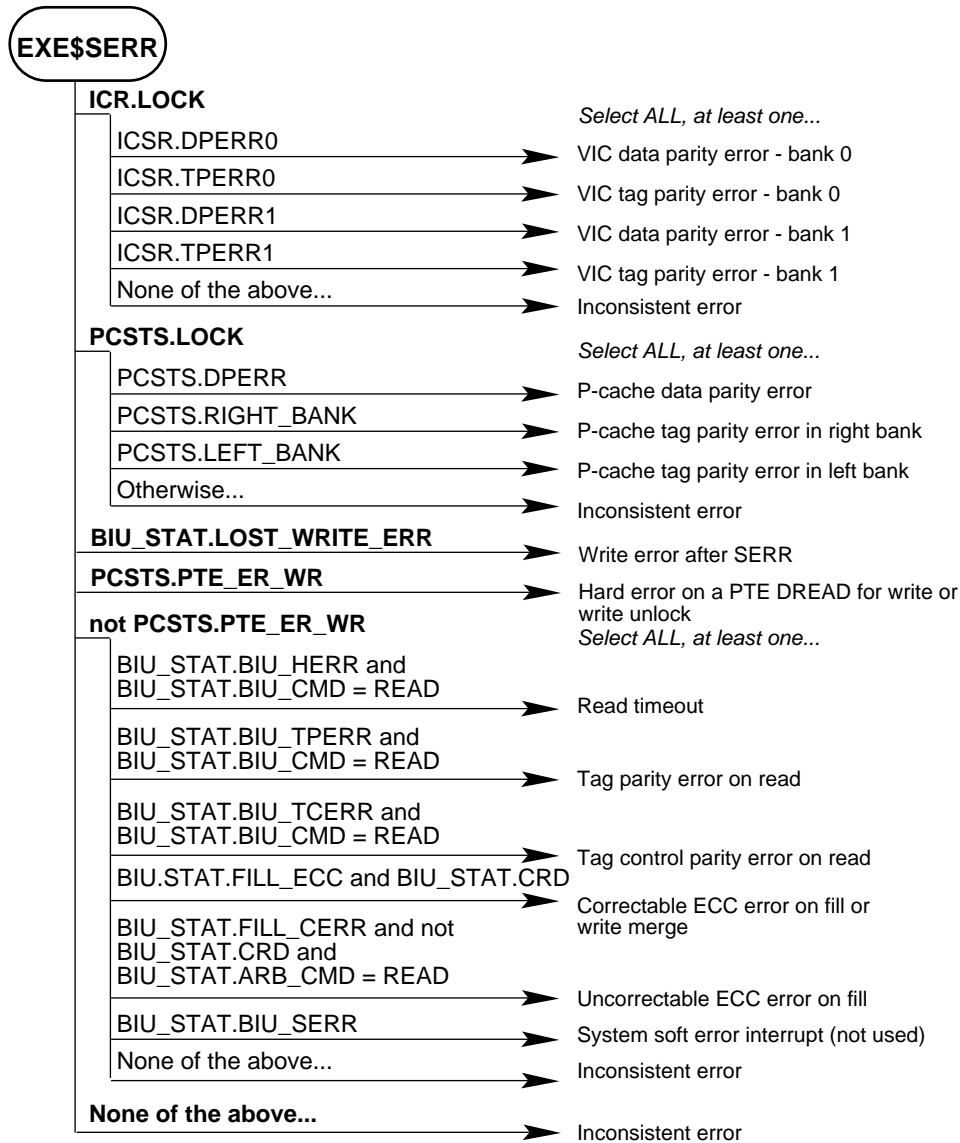 EXE$SERR
ICR.LOCK
Select ALL, at least one...
ICSR.DPERR0
VIC data parity error - bank 0
ICSR.TPERR0
VIC tag parity error - bank 0
ICSR.DPERR1
VIC data parity error - bank 1
ICSR.TPERR1
VIC tag parity error - bank 1
None of the above...
Inconsistent error
PCSTS.LOCK
Select ALL, at least one...
PCSTS.DPERR
P-cache data parity error
PCSTS.RIGHT_BANK
P-cache tag parity error in right bank
PCSTS.LEFT_BANK
P-cache tag parity error in left bank
Otherwise...
Inconsistent error
BIU_STAT.LOST_WRITE_ERR
Write error after SERR
PCSTS.PTE_ER_WR
Hard error on a PTE DREAD for write or
write unlock
not PCSTS.PTE_ER_WR
Select ALL, at least one...
BIU_STAT.BIU_HERR and
BIU_STAT.BIU_CMD = READ
Read timeout
BIU_STAT.BIU_TPERR and
BIU_STAT.BIU_CMD = READ
Tag parity error on read
BIU_STAT.BIU_TCERR and
BIU_STAT.BIU_CMD = READ
Tag control parity error on read
BIU.STAT.FILL_ECC and BIU_STAT.CRD
Correctable ECC error on fill or
write merge
BIU_STAT.FILL_CERR and not
BIU_STAT.CRD and
BIU_STAT.ARB_CMD = READ
Uncorrectable ECC error on fill
BIU_STAT.BIU_SERR
System soft error interrupt (not used)
None of the above...
Inconsistent error
None of the above...
Inconsistent error